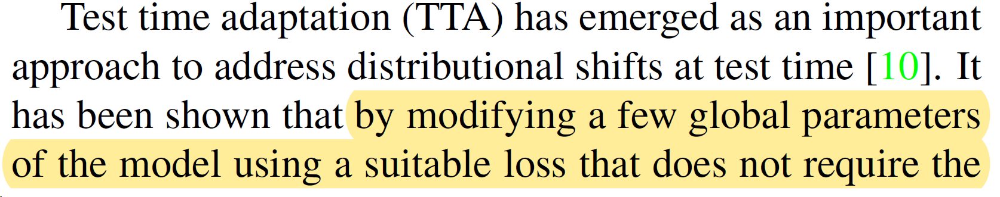 Test time adaptation (TTA) has emerged as an important
approach to address distributional shifts at test time [10]. It
has been shown that by modifying a few global parameters
of the model using a suitable loss that does not require the